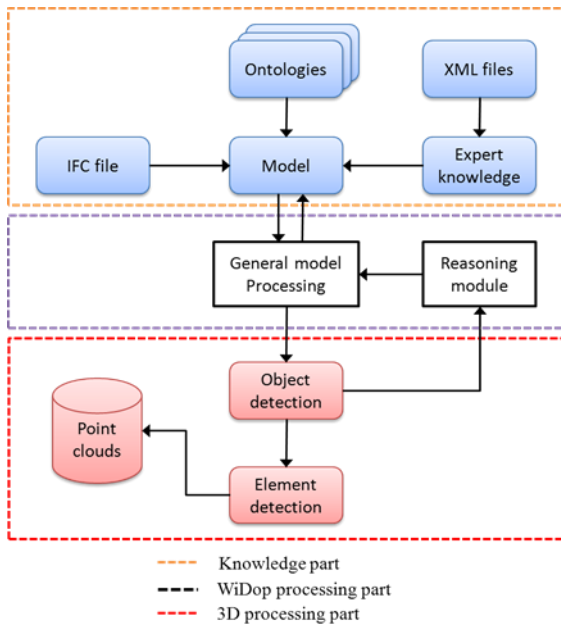 Ontologies
XML files
IFC file
Model
Expert
knowledge
General model
Processing
Reasoning
module
Object
detection
Point
clouds
Element
detection
Knowledge part
WiDop processing part
3D processing part